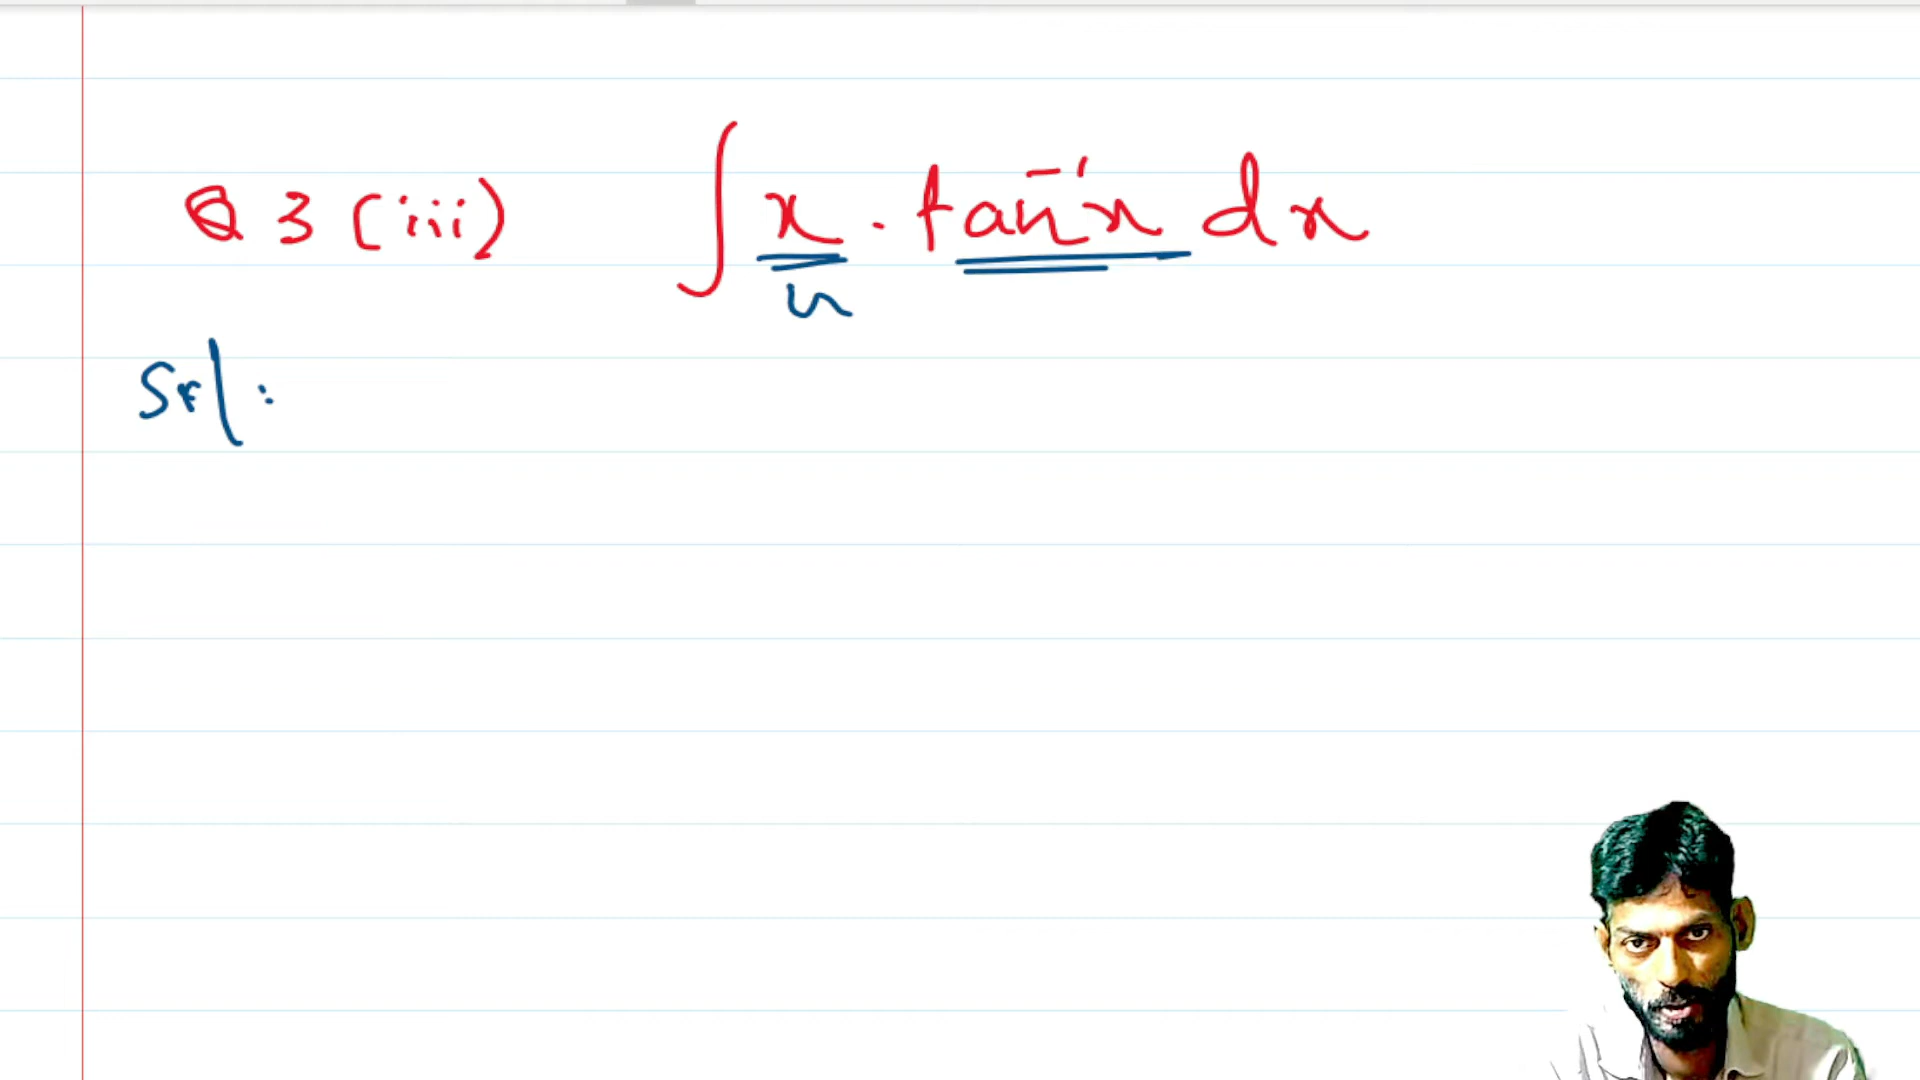 Q 3 (iii) ∫ x · tan⁻¹x dx
u
Sol :